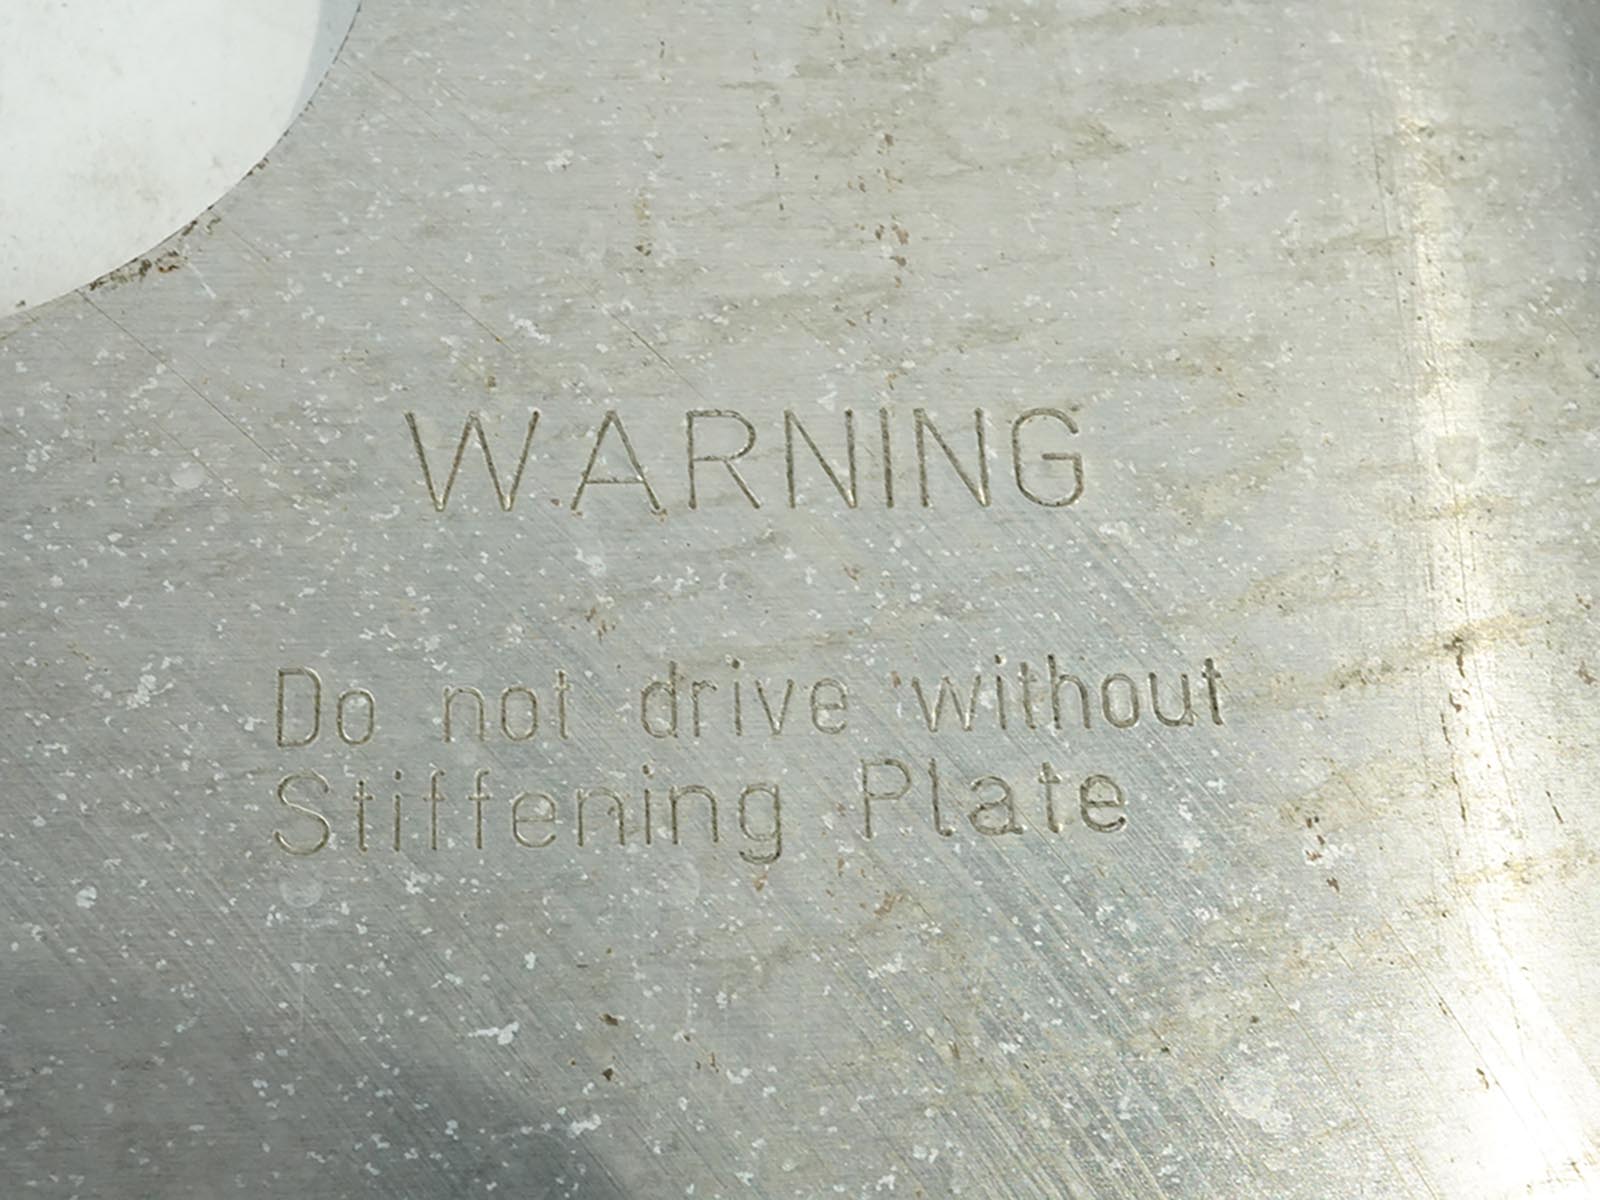 WARNING
Do not drive without
Stiffening Plate